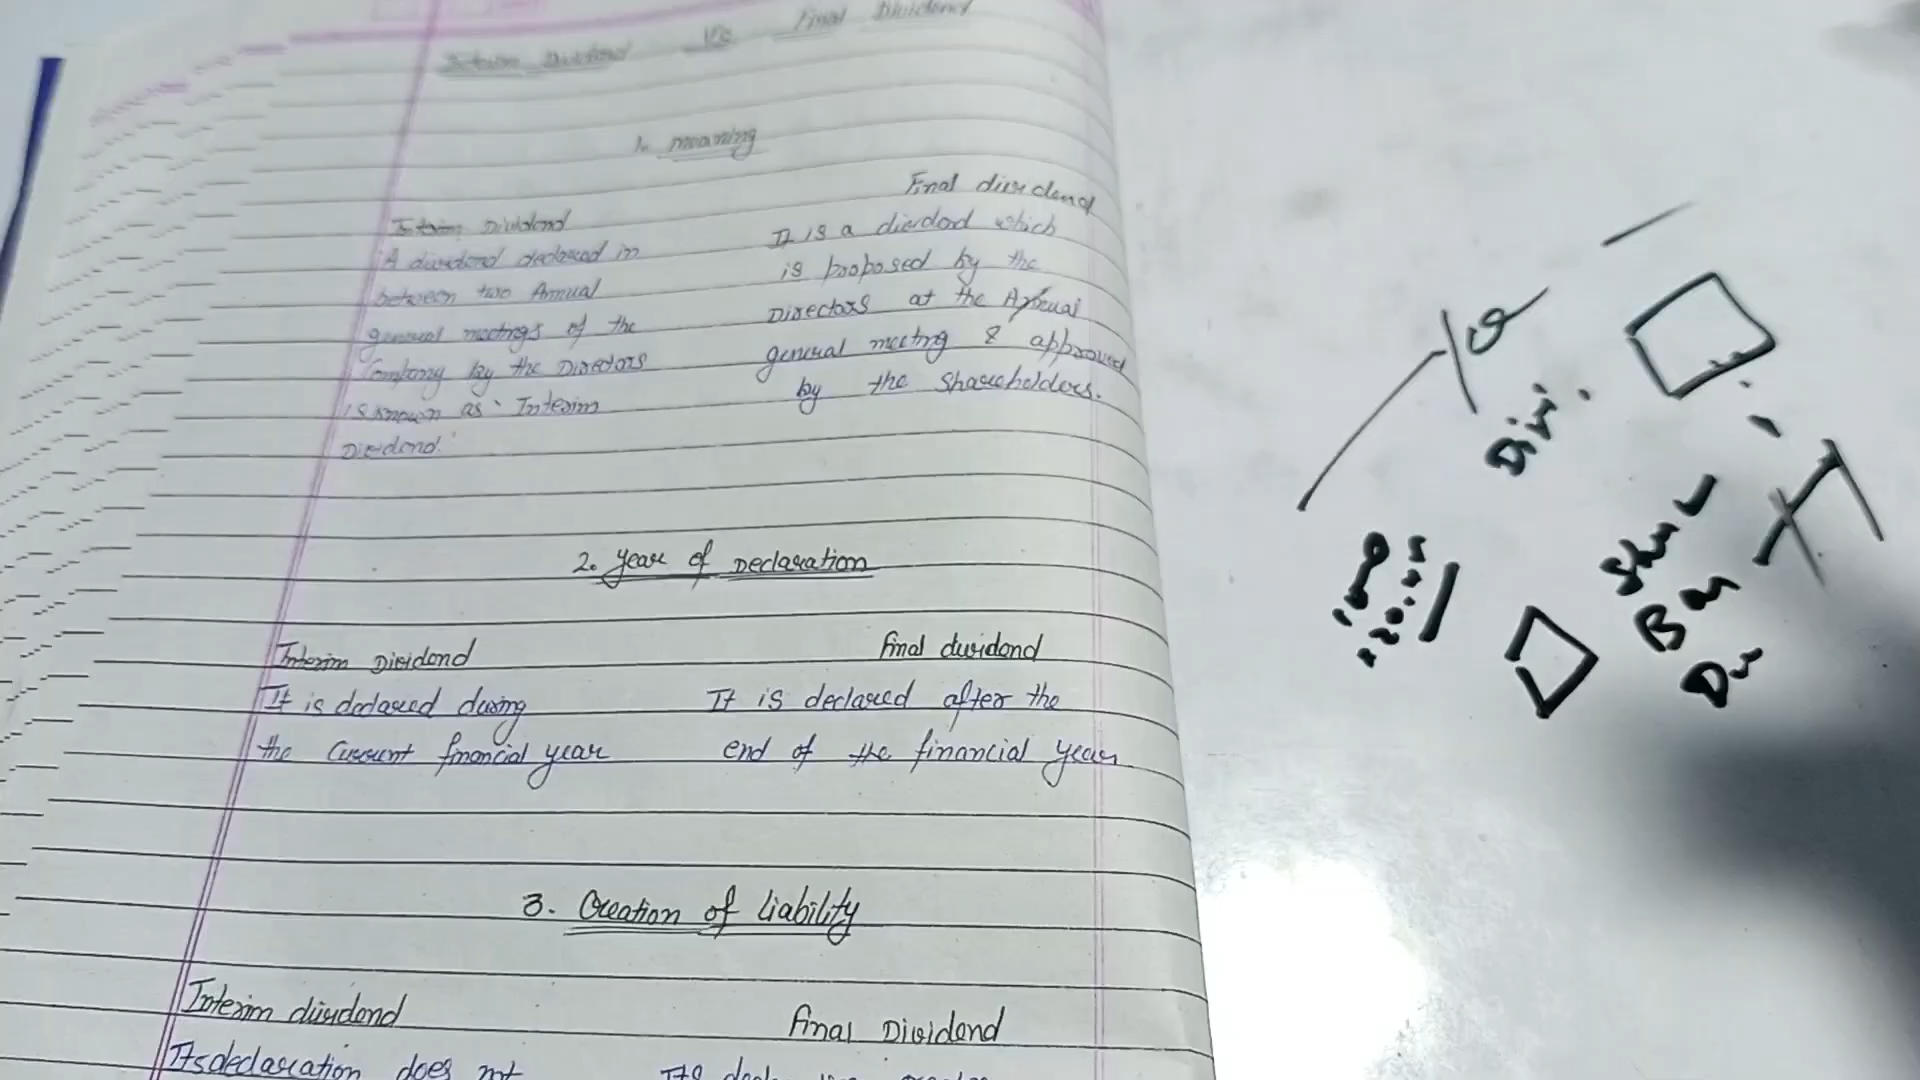 Interim Dividend Vs Final Dividend
1. meaning
Interim Dividend
A dividend declared in
between two Annual
general meetings of the
Company by the Directors
is known as 'Interim
Dividend'.
Final dividend
It is a dividend which
is proposed by the
Directors at the Annual
general meeting & approved
by the Shareholders.
2. Year of Declaration
Interim Dividend
It is declared during
the Current financial year
final dividend
It is declared after the
end of the financial year
3. Creation of liability
Interim dividend
Its declaration does not
final Dividend
Its
Divi.